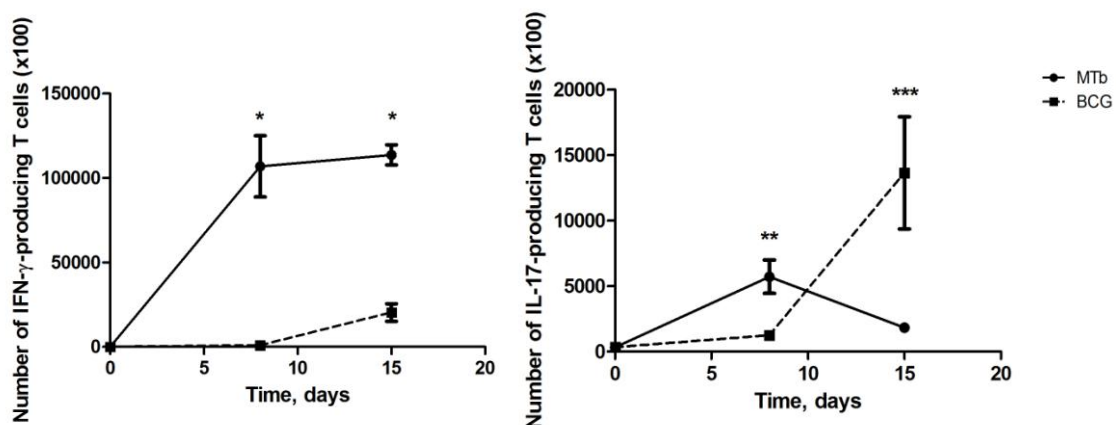 Number of IFN-γ-producing T cells (x100)
150000
100000
50000
0
* *
0 5 10 15 20
Time, days
Number of IL-17-producing T cells (x100)
20000
15000
10000
5000
0
***
**
0 5 10 15 20
Time, days
MTb
BCG